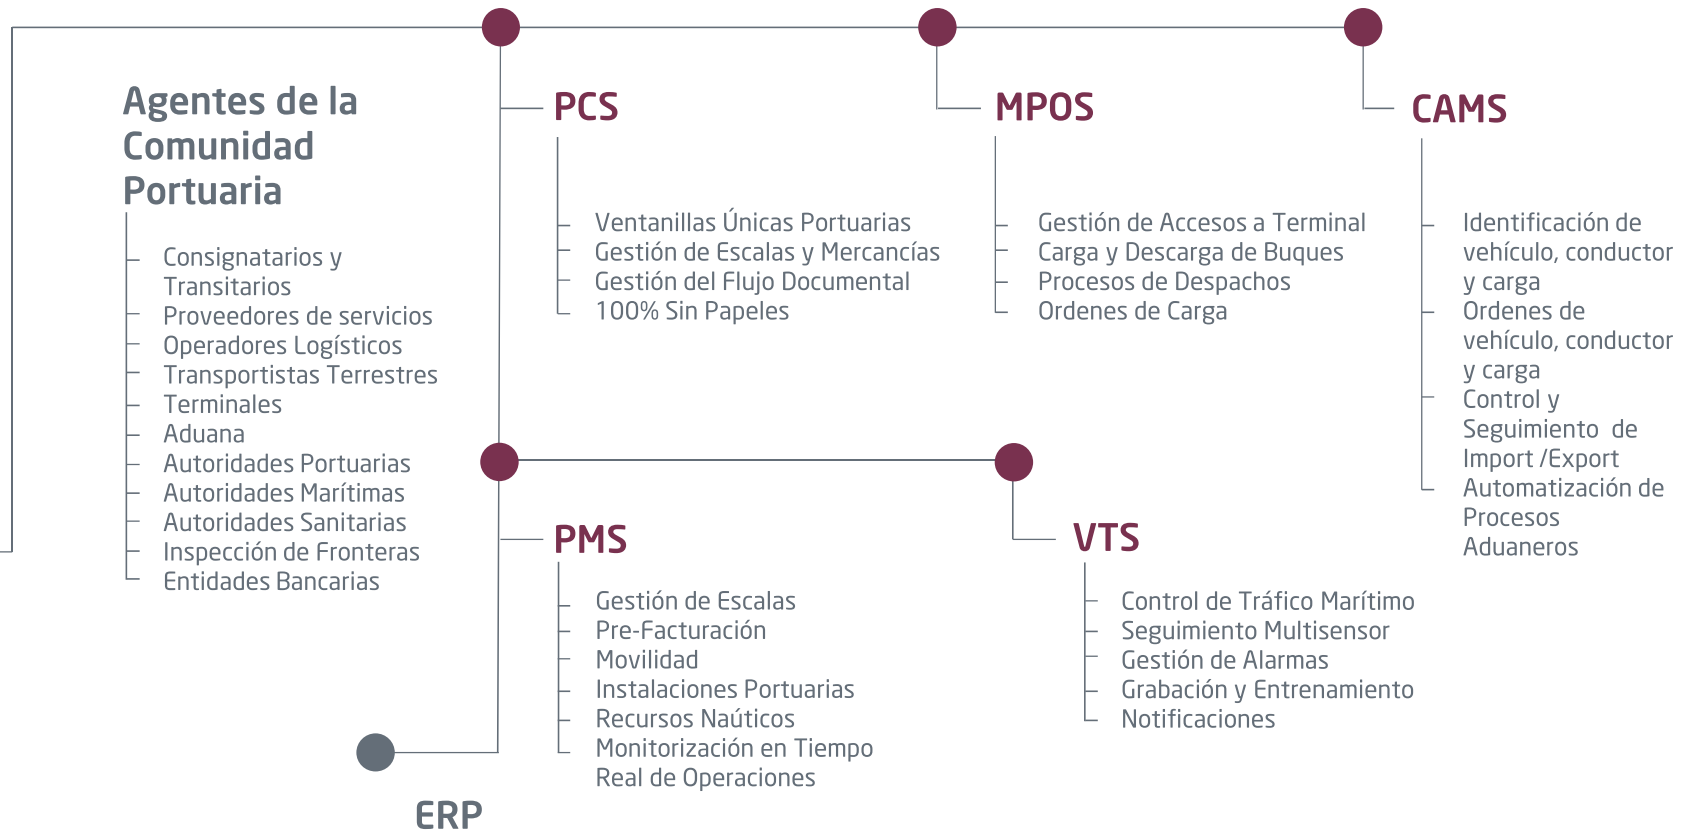 Agentes de la
Comunidad
Portuaria
Consignatarios y
Transitarios
Proveedores de servicios
Operadores Logísticos
Transportistas Terrestres
Terminales
Aduana
Autoridades Portuarias
Autoridades Marítimas
Autoridades Sanitarias
Inspección de Fronteras
Entidades Bancarias
PCS
Ventanillas Únicas Portuarias
Gestión de Escalas y Mercancías
Gestión del Flujo Documental
100% Sin Papeles
MPOS
Gestión de Accesos a Terminal
Carga y Descarga de Buques
Procesos de Despachos
Ordenes de Carga
CAMS
Identificación de
vehículo, conductor
y carga
Ordenes de
vehículo, conductor
y carga
Control y
Seguimiento  de
Import /Export
Automatización de
Procesos
Aduaneros
PMS
Gestión de Escalas
Pre-Facturación
Movilidad
Instalaciones Portuarias
Recursos Naúticos
Monitorización en Tiempo
Real de Operaciones
VTS
Control de Tráfico Marítimo
Seguimiento Multisensor
Gestión de Alarmas
Grabación y Entrenamiento
Notificaciones
ERP